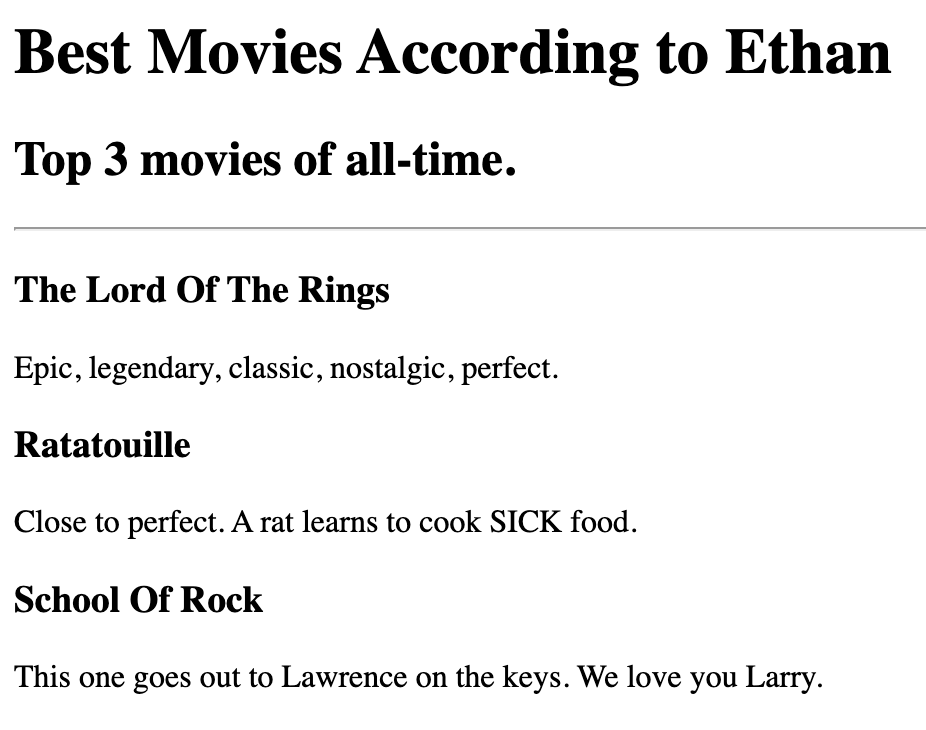 Best Movies According to Ethan
Top 3 movies of all-time.
The Lord Of The Rings
Epic, legendary, classic, nostalgic, perfect.
Ratatouille
Close to perfect. A rat learns to cook SICK food.
School Of Rock
This one goes out to Lawrence on the keys. We love you Larry.